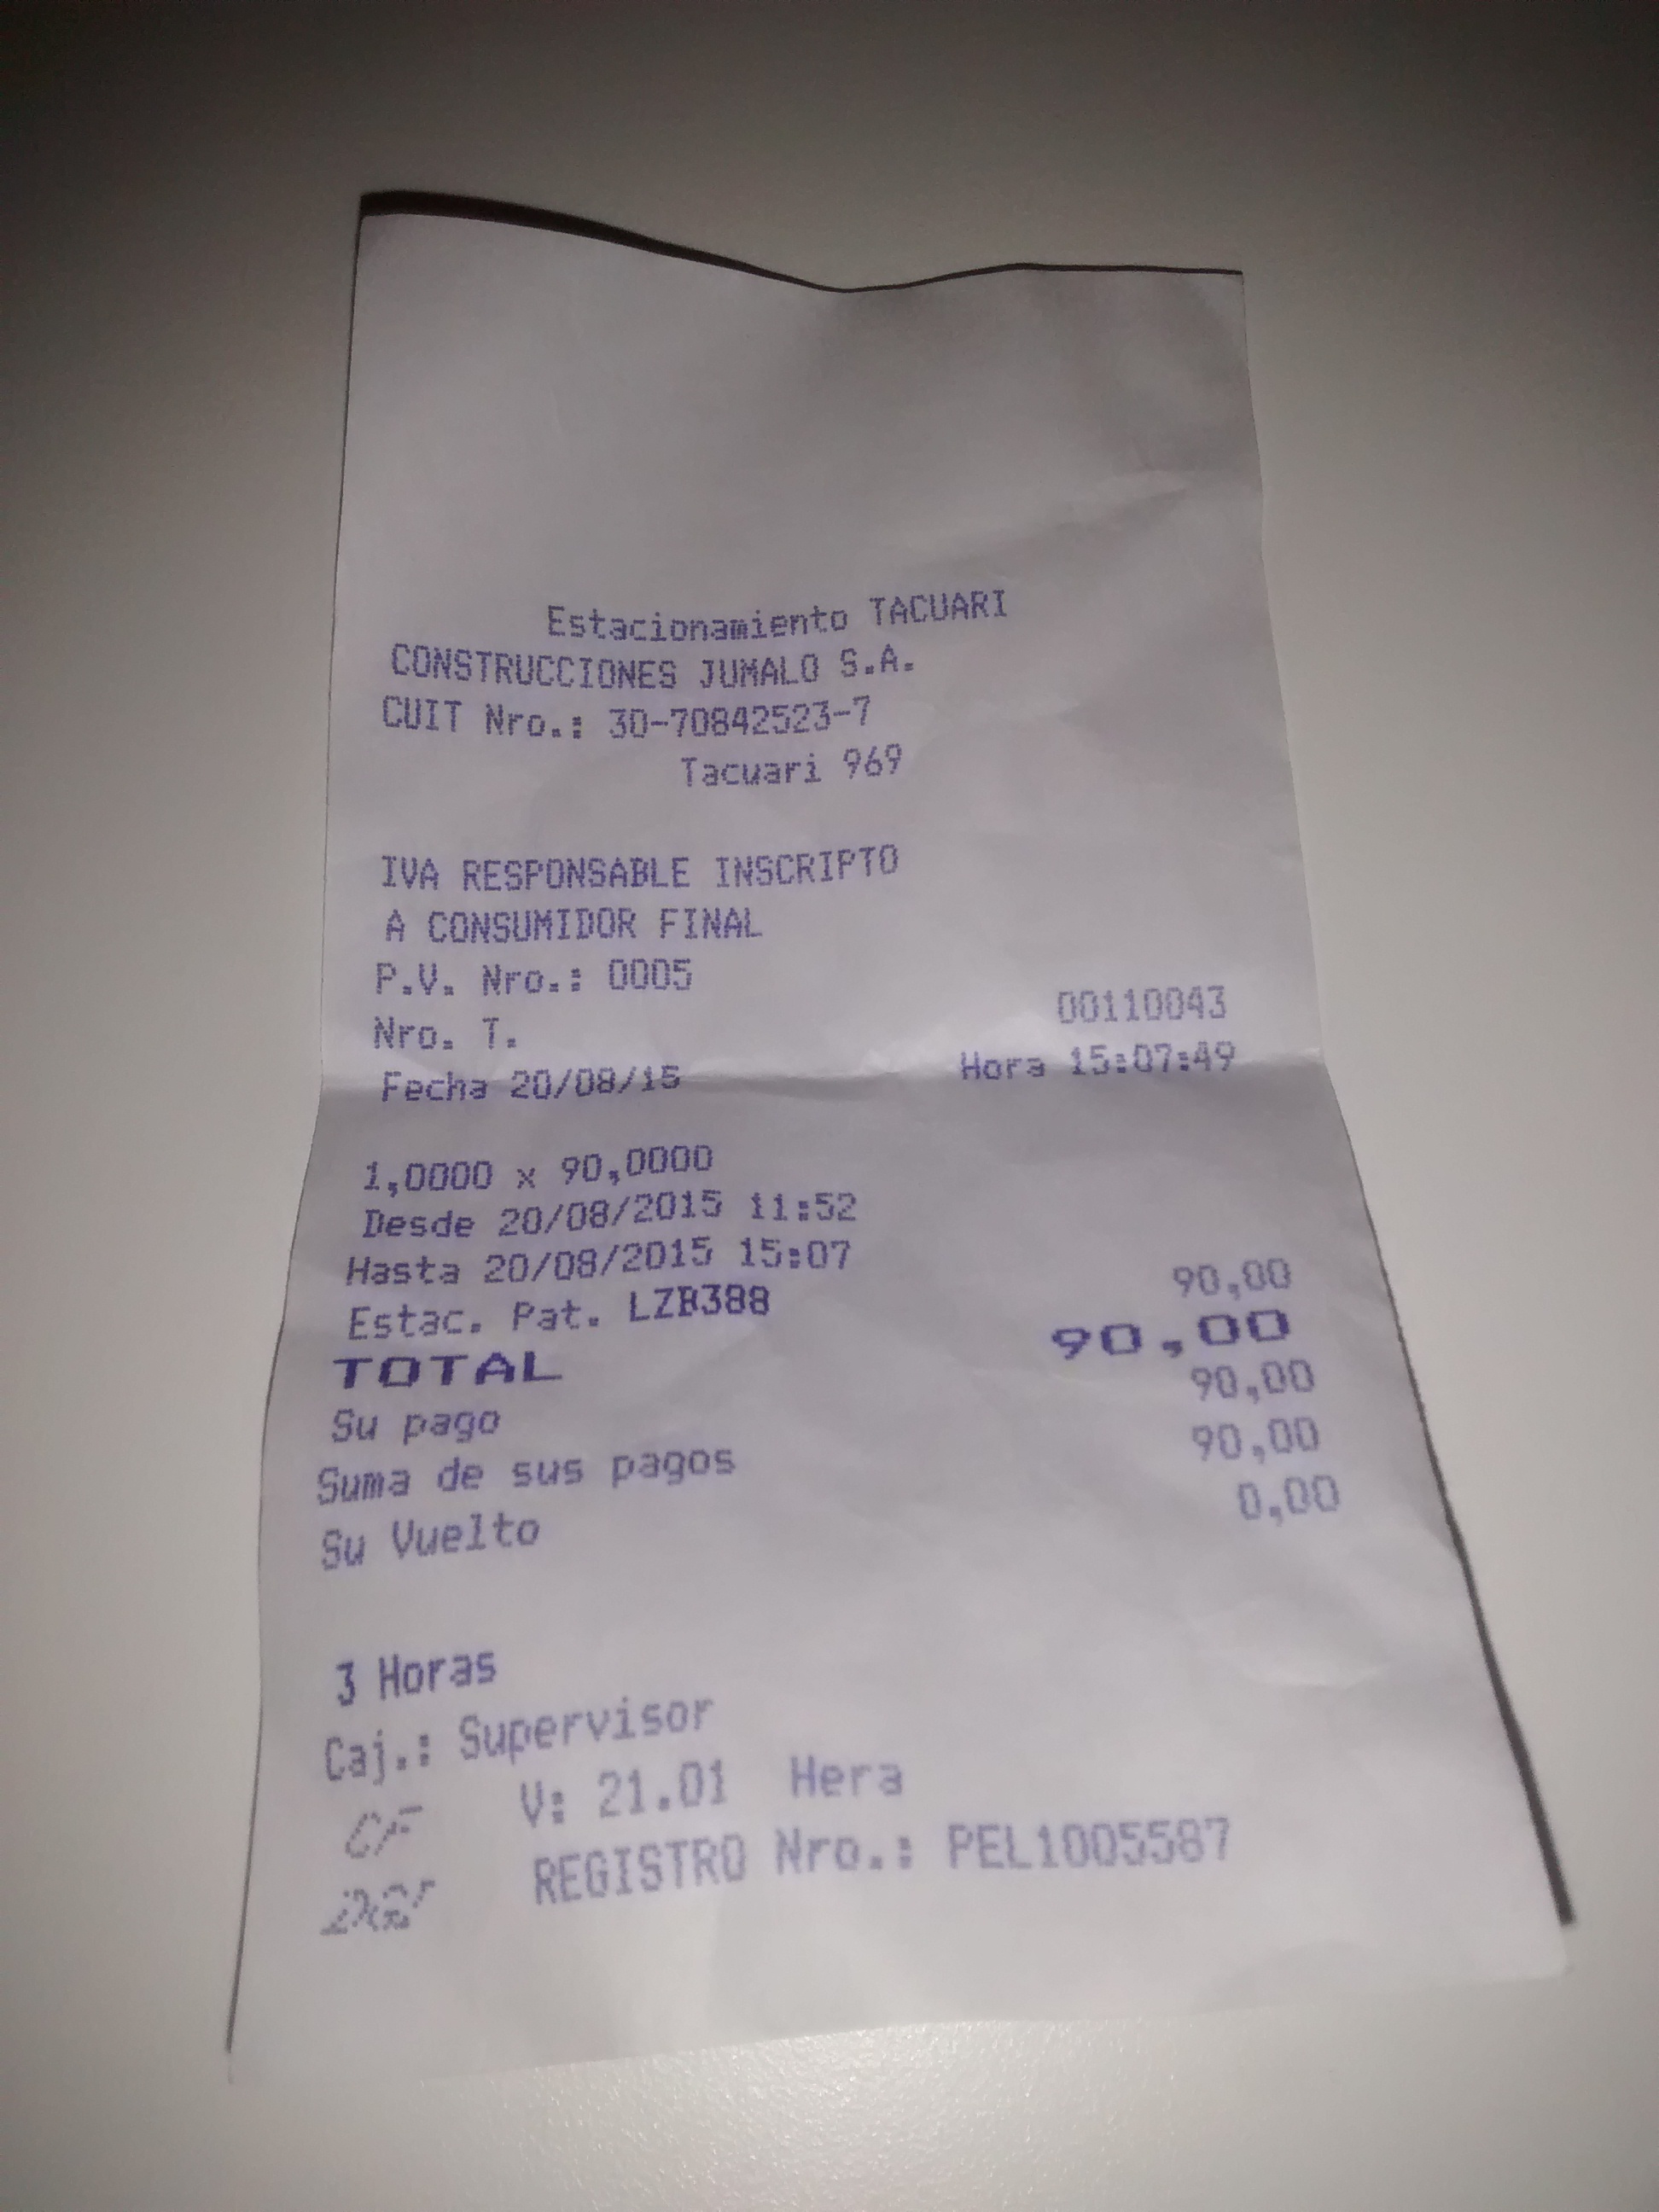 Estacionamiento TACUARI
CONSTRUCCIONES JUMALO S.A.
CUIT Nro.: 30-70842523-7
Tacuari 969
IVA RESPONSABLE INSCRIPTO
A CONSUMIDOR FINAL
P.V. Nro.: 0005
Nro. T. 00110043
Fecha 20/08/15 Hora 15:07:49
1,0000 x 90,0000
Desde 20/08/2015 11:52
Hasta 20/08/2015 15:07
Estac. Pat. LZB388 90,00
TOTAL 90,00
Su pago 90,00
Suma de sus pagos 90,00
Su Vuelto 0,00
3 Horas
Caj.: Supervisor
CF V: 21.01 Hera
DGI REGISTRO Nro.: PEL1005587